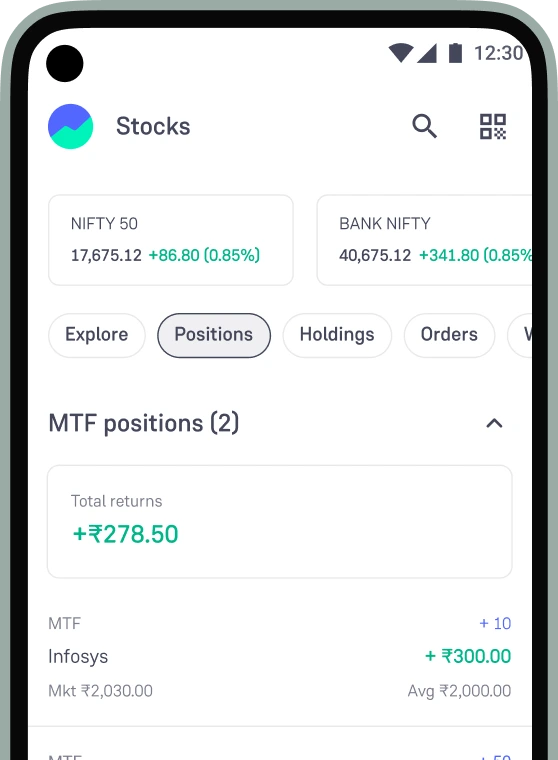 12:30
Stocks
NIFTY 50
17,675.12 +86.80 (0.85%)
BANK NIFTY
40,675.12 +341.80 (0.85%
Explore
Positions
Holdings
Orders
MTF positions (2)
Total returns
+₹278.50
MTF
+ 10
Infosys
+ ₹300.00
Mkt ₹2,030.00
Avg ₹2,000.00
MTF
+ 50